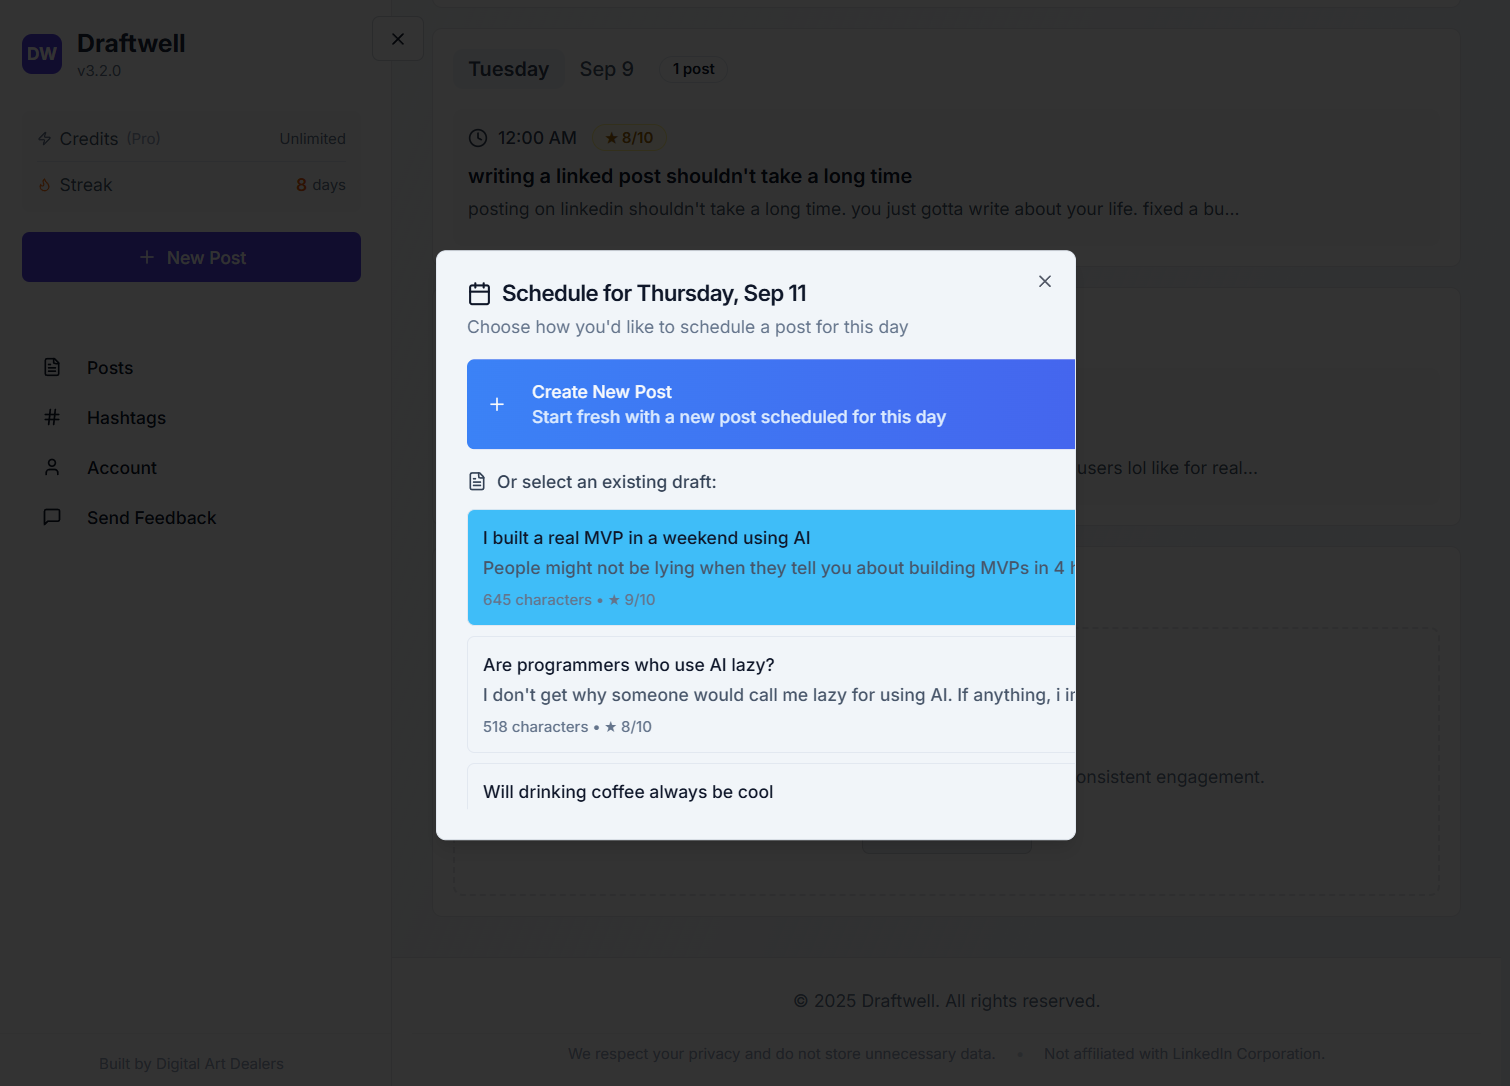 DW
Draftwell
v3.2.0
Credits (Pro) Unlimited
Streak 8 days
+ New Post
Posts
Hashtags
Account
Send Feedback
Built by Digital Art Dealers
Tuesday Sep 9 1 post
12:00 AM ★ 8/10
writing a linked post shouldn't take a long time
posting on linkedin shouldn't take a long time. you just gotta write about your life. fixed a bu...
Schedule for Thursday, Sep 11
Choose how you'd like to schedule a post for this day
+ Create New Post
Start fresh with a new post scheduled for this day
Or select an existing draft:
I built a real MVP in a weekend using AI
People might not be lying when they tell you about building MVPs in 4
645 characters • ★ 9/10
Are programmers who use AI lazy?
I don't get why someone would call me lazy for using AI. If anything, i
518 characters • ★ 8/10
Will drinking coffee always be cool
users lol like for real...
onsistent engagement.
© 2025 Draftwell. All rights reserved.
We respect your privacy and do not store unnecessary data. • Not affiliated with LinkedIn Corporation.